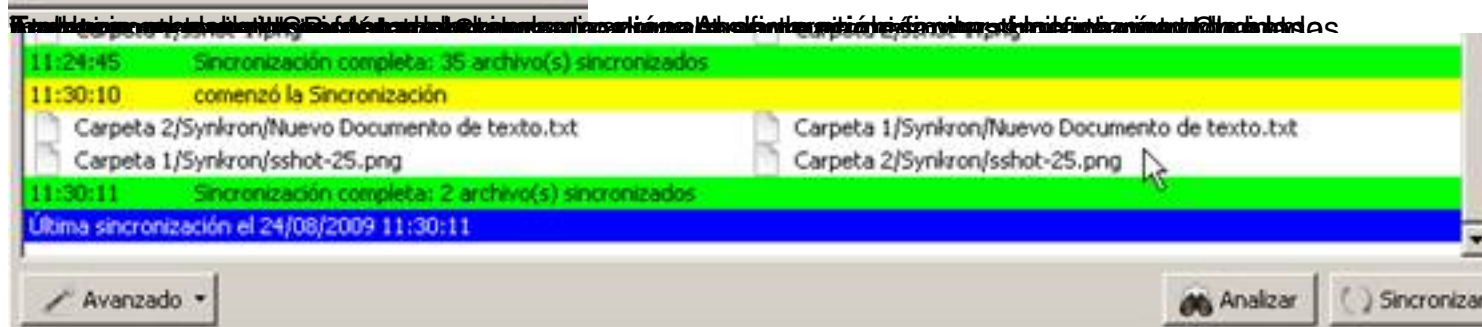 11:24:45 Sincronización completa: 35 archivo(s) sincronizados
11:30:10 comenzó la Sincronización
Carpeta 2/Synkron/Nuevo Documento de texto.txt Carpeta 1/Synkron/Nuevo Documento de texto.txt
Carpeta 1/Synkron/sshot-25.png Carpeta 2/Synkron/sshot-25.png
11:30:11 Sincronización completa: 2 archivo(s) sincronizados
Última sincronización el 24/08/2009 11:30:11
Avanzado Analizar Sincronizar